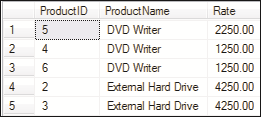 ProductID ProductName Rate
1 5 DVD Writer 2250.00
2 4 DVD Writer 1250.00
3 6 DVD Writer 1250.00
4 2 External Hard Drive 4250.00
5 3 External Hard Drive 4250.00